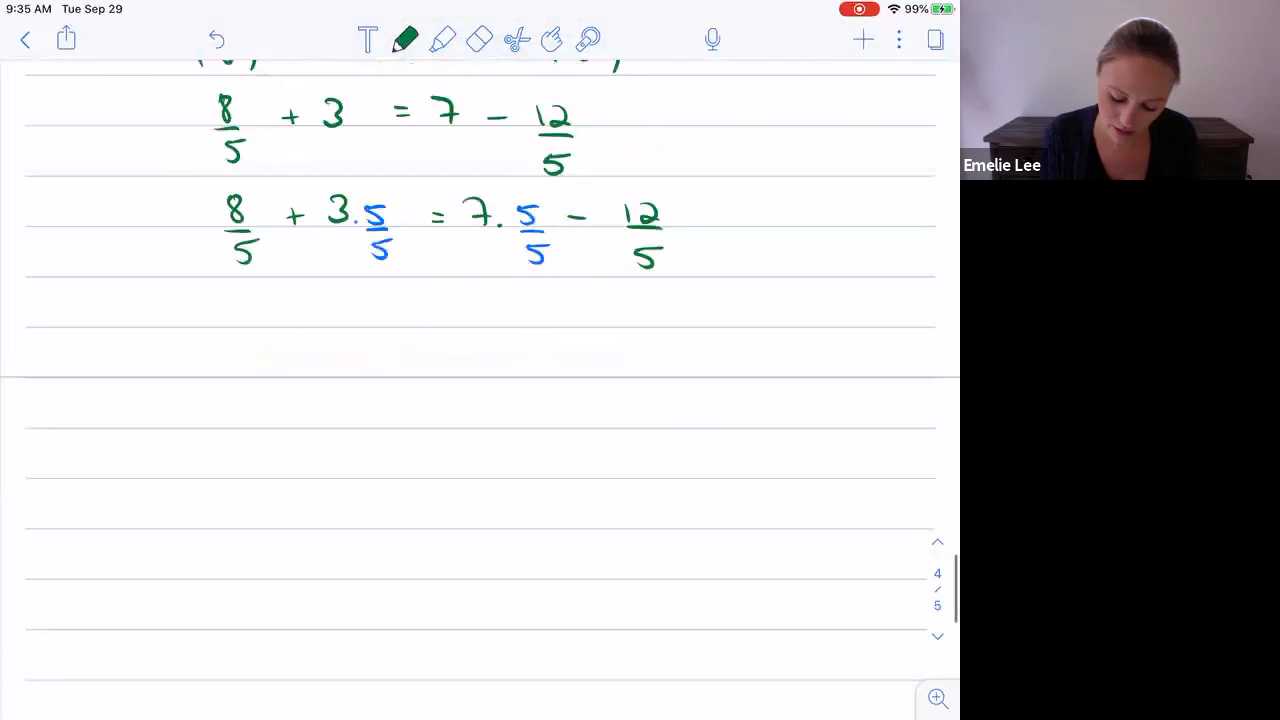 9:35 AM Tue Sep 29
99%
T
8/5 + 3 = 7 - 12/5
8/5 + 3 · 5/5 = 7 · 5/5 - 12/5
4/5
Emelie Lee